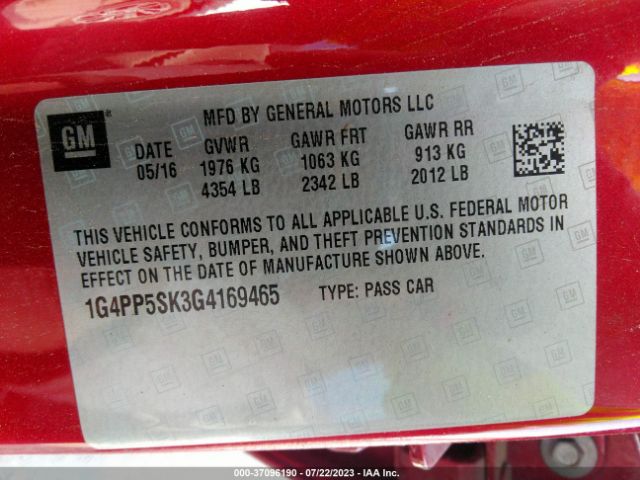 GM
MFD BY GENERAL MOTORS LLC
DATE GVWR GAWR FRT GAWR RR
05/16 1976 KG 1063 KG 913 KG
4354 LB 2342 LB 2012 LB
THIS VEHICLE CONFORMS TO ALL APPLICABLE U.S. FEDERAL MOTOR
VEHICLE SAFETY, BUMPER, AND THEFT PREVENTION STANDARDS IN
EFFECT ON THE DATE OF MANUFACTURE SHOWN ABOVE.
1G4PP5SK3G4169465 TYPE: PASS CAR
000-37096190 - 07/22/2023 - IAA Inc.